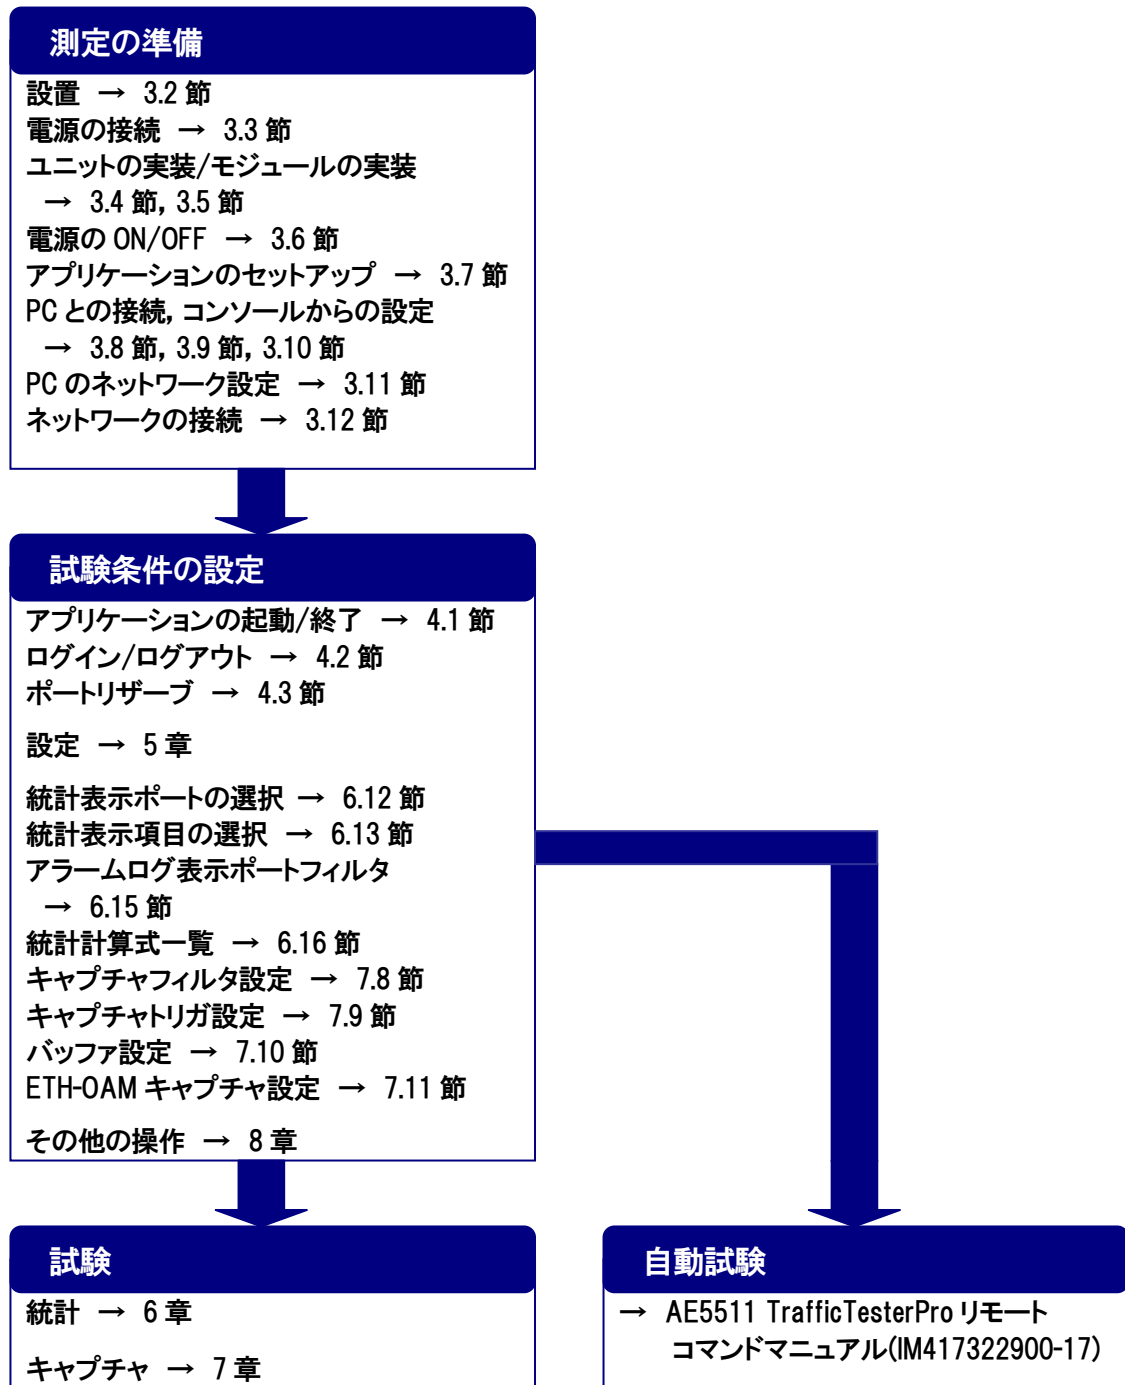 測定の準備
設置 → 3.2 節
電源の接続 → 3.3 節
ユニットの実装/モジュールの実装
→ 3.4 節, 3.5 節
電源の ON/OFF → 3.6 節
アプリケーションのセットアップ → 3.7 節
PC との接続, コンソールからの設定
→ 3.8 節, 3.9 節, 3.10 節
PC のネットワーク設定 → 3.11 節
ネットワークの接続 → 3.12 節
試験条件の設定
アプリケーションの起動/終了 → 4.1 節
ログイン/ログアウト → 4.2 節
ポートリザーブ → 4.3 節
設定 → 5 章
統計表示ポートの選択 → 6.12 節
統計表示項目の選択 → 6.13 節
アラームログ表示ポートフィルタ
→ 6.15 節
統計計算式一覧 → 6.16 節
キャプチャフィルタ設定 → 7.8 節
キャプチャトリガ設定 → 7.9 節
バッファ設定 → 7.10 節
ETH-OAM キャプチャ設定 → 7.11 節
その他の操作 → 8 章
試験
統計 → 6 章
キャプチャ → 7 章
自動試験
→ AE5511 TrafficTesterPro リモート
コマンドマニュアル(IM417322900-17)